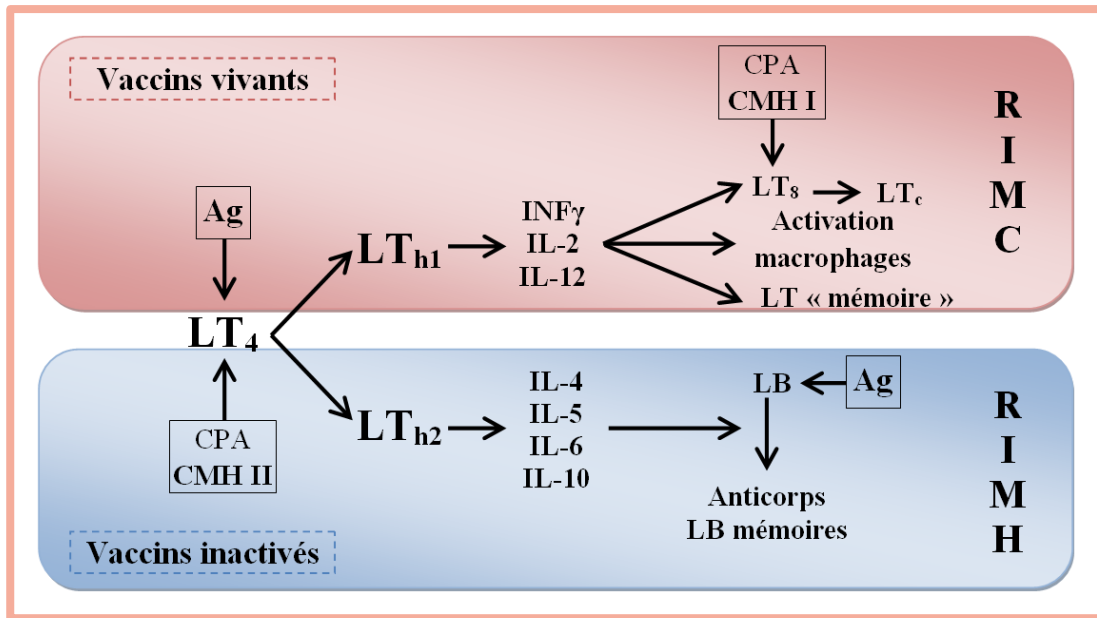 Vaccins vivants
CPA
CMH I
R
I
M
C
Ag
LT8
LTc
INFγ
IL-2
IL-12
LTh1
Activation
macrophages
LT « mémoire »
LT4
CPA
CMH II
LTh2
IL-4
IL-5
IL-6
IL-10
LB
Ag
Anticorps
LB mémoires
R
I
M
H
Vaccins inactivés